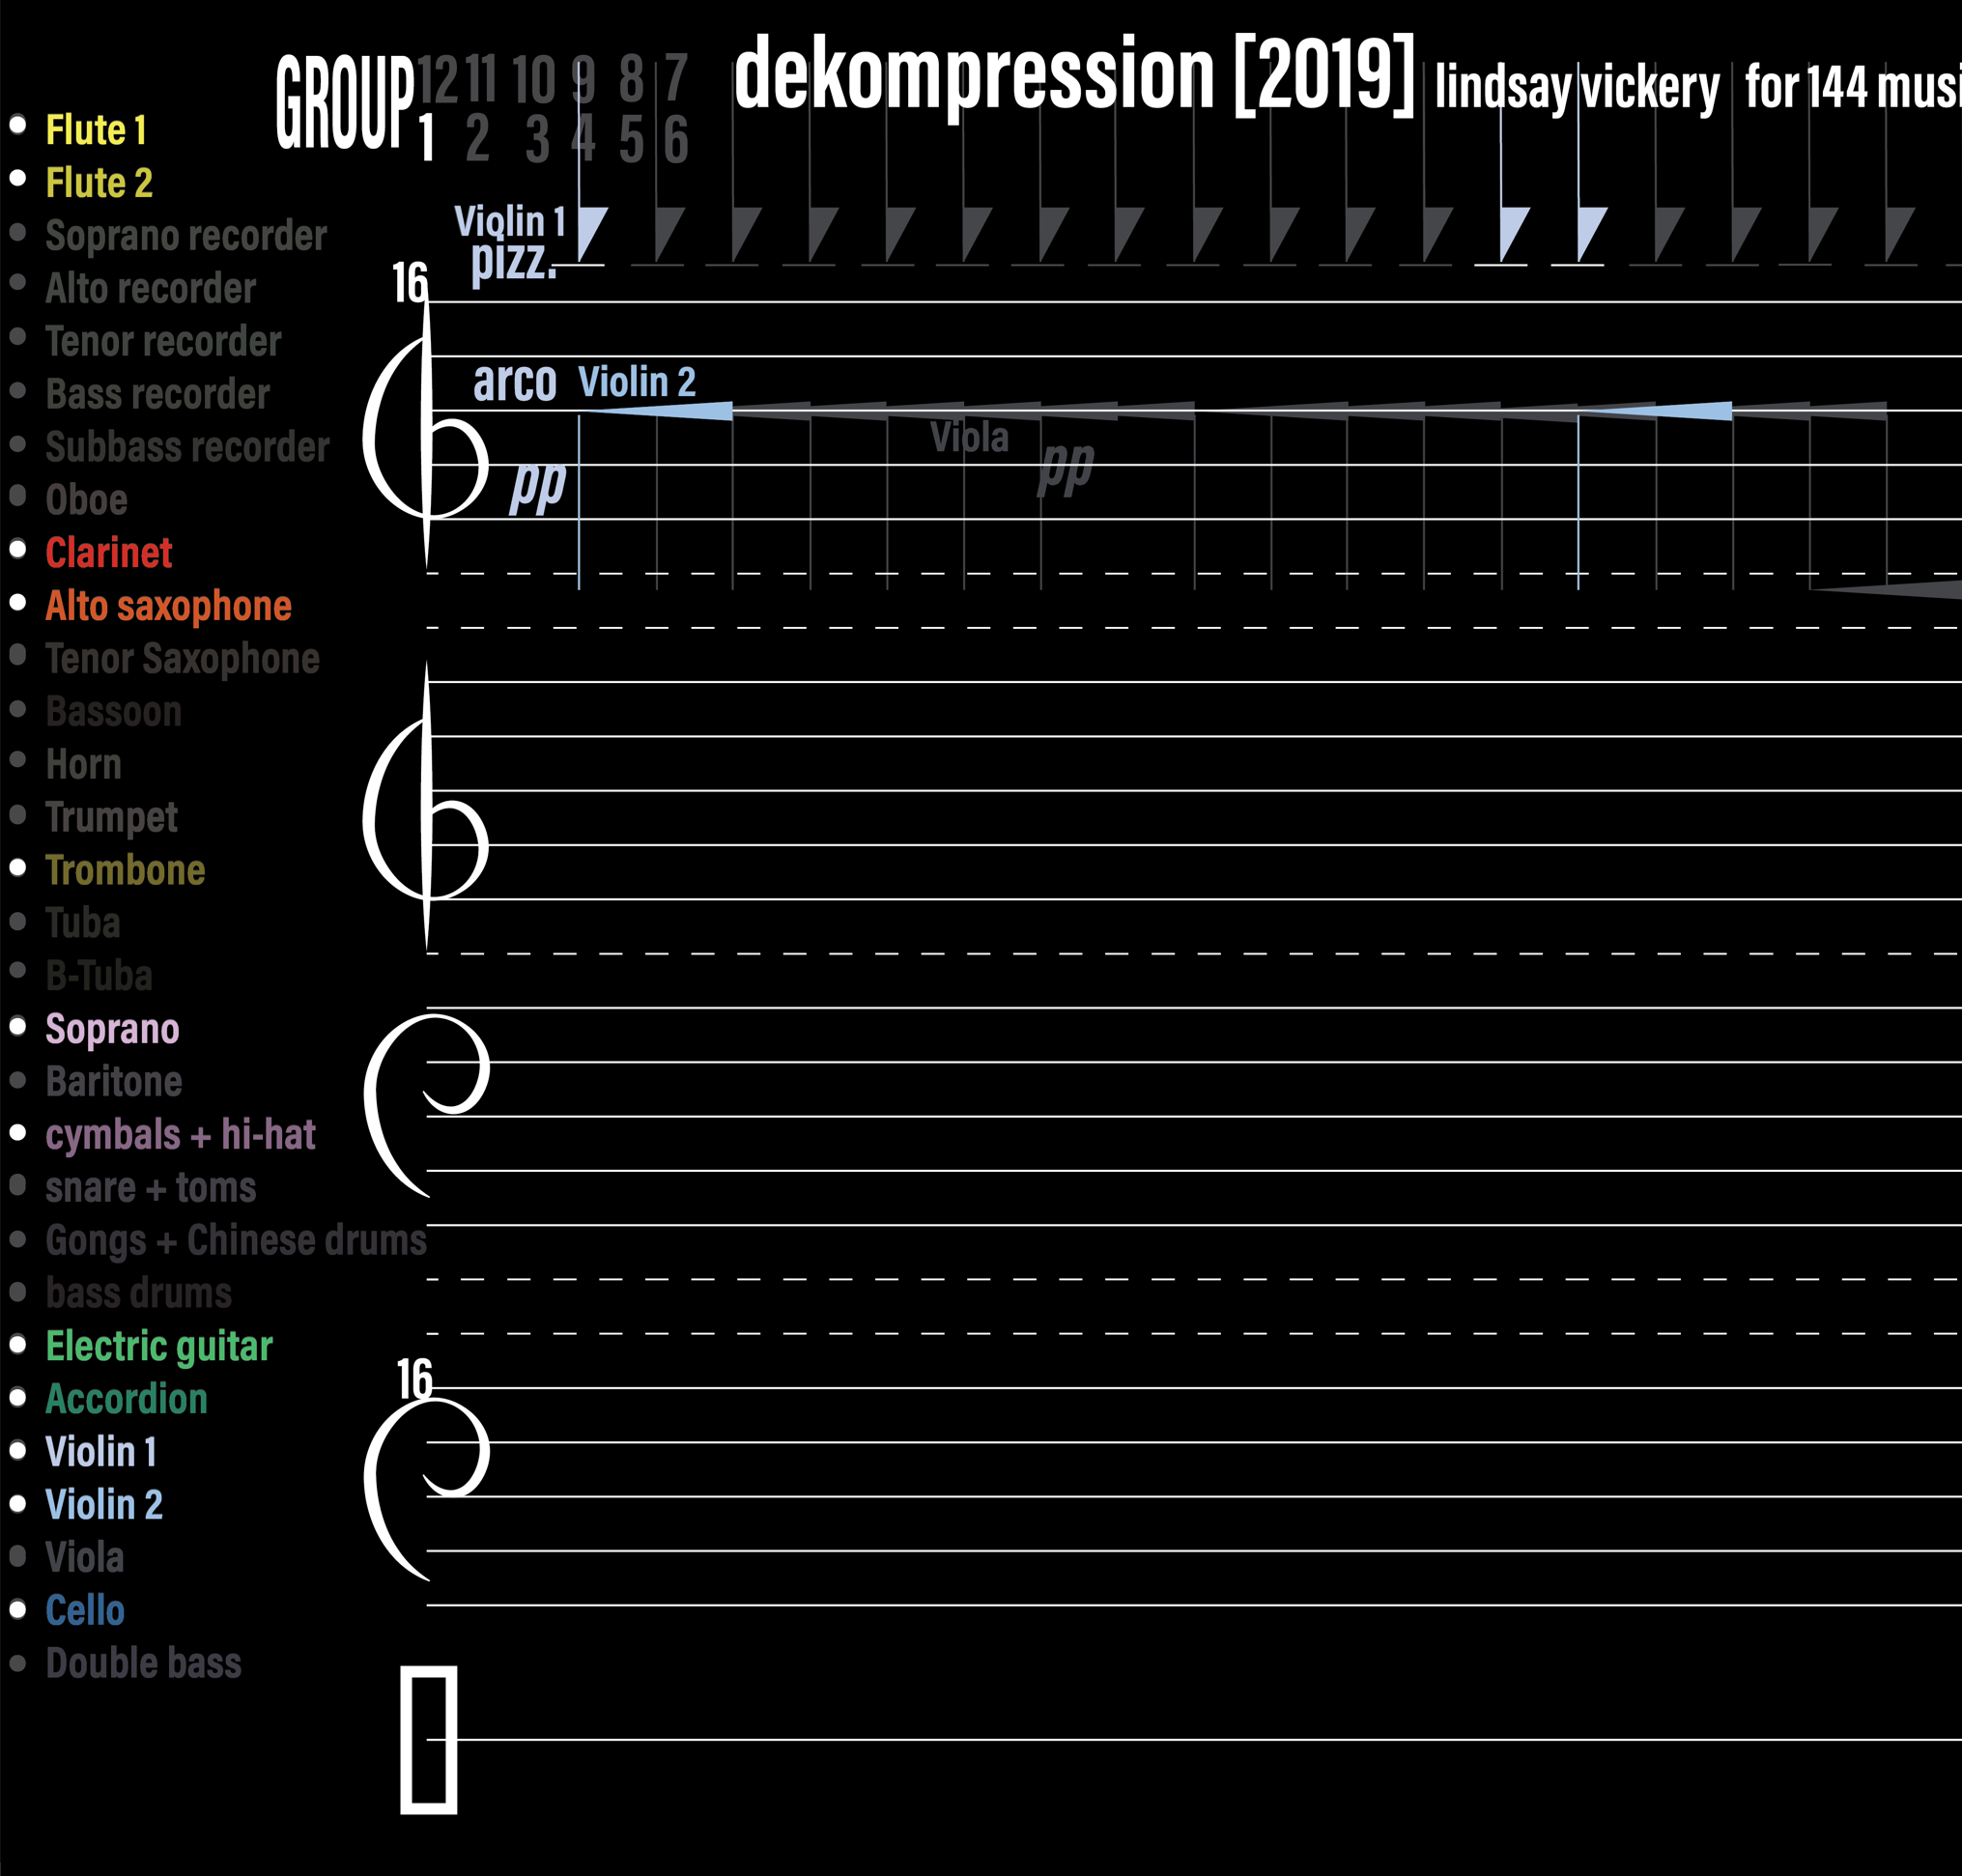 GROUP 12 11 10 9 8 7
1 2 3 4 5 6
dekompression [2019] lindsay vickery for 144 musi
Flute 1
Flute 2
Soprano recorder
Alto recorder
Tenor recorder
Bass recorder
Subbass recorder
Oboe
Clarinet
Alto saxophone
Tenor Saxophone
Bassoon
Horn
Trumpet
Trombone
Tuba
B-Tuba
Soprano
Baritone
cymbals + hi-hat
snare + toms
Gongs + Chinese drums
bass drums
Electric guitar
Accordion
Violin 1
Violin 2
Viola
Cello
Double bass
Violin 1
pizz.
16
arco Violin 2
Viola
pp
pp
16